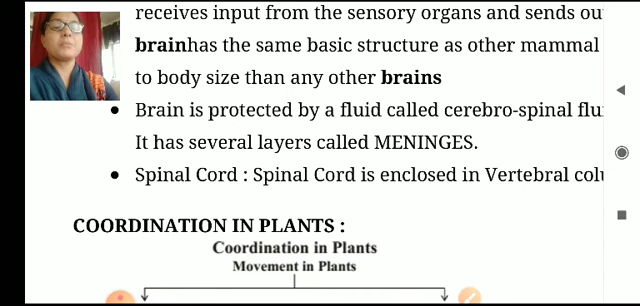 receives input from the sensory organs and sends ou
brainhas the same basic structure as other mammal
to body size than any other brains
• Brain is protected by a fluid called cerebro-spinal flu
It has several layers called MENINGES.
• Spinal Cord : Spinal Cord is enclosed in Vertebral colu
COORDINATION IN PLANTS :
Coordination in Plants
Movement in Plants